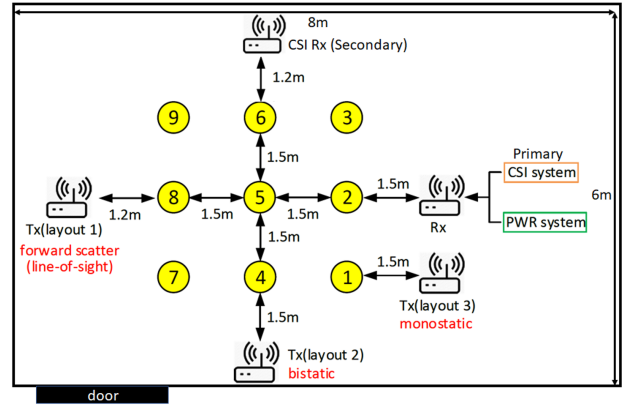 8m
CSI Rx (Secondary)
1.2m
9
6
3
1.5m
Primary
CSI system
1.5m
8
5
2
6m
1.2m
1.5m
1.5m
Tx(layout 1)
Rx
PWR system
forward scatter
(line-of-sight)
1.5m
1.5m
7
4
1
Tx(layout 3)
monostatic
1.5m
Tx(layout 2)
bistatic
door